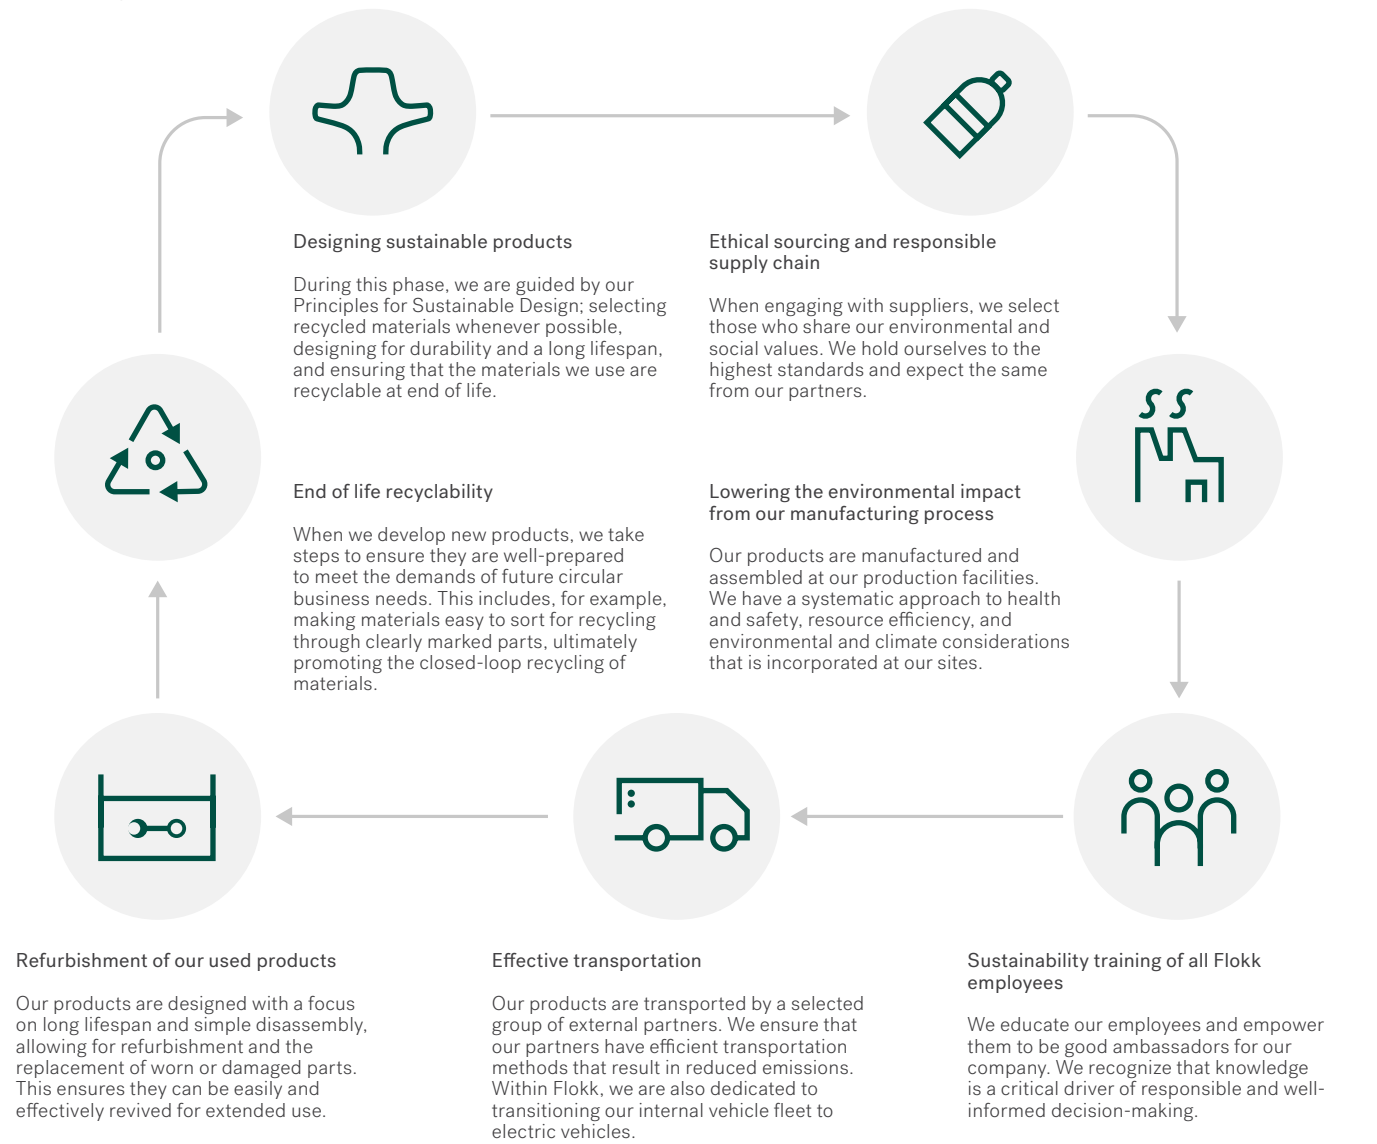 Designing sustainable products
During this phase, we are guided by our
Principles for Sustainable Design; selecting
recycled materials whenever possible,
designing for durability and a long lifespan,
and ensuring that the materials we use are
recyclable at end of life.
Ethical sourcing and responsible
supply chain
When engaging with suppliers, we select
those who share our environmental and
social values. We hold ourselves to the
highest standards and expect the same
from our partners.
End of life recyclability
When we develop new products, we take
steps to ensure they are well-prepared
to meet the demands of future circular
business needs. This includes, for example,
making materials easy to sort for recycling
through clearly marked parts, ultimately
promoting the closed-loop recycling of
materials.
Lowering the environmental impact
from our manufacturing process
Our products are manufactured and
assembled at our production facilities.
We have a systematic approach to health
and safety, resource efficiency, and
environmental and climate considerations
that is incorporated at our sites.
Refurbishment of our used products
Our products are designed with a focus
on long lifespan and simple disassembly,
allowing for refurbishment and the
replacement of worn or damaged parts.
This ensures they can be easily and
effectively revived for extended use.
Effective transportation
Our products are transported by a selected
group of external partners. We ensure that
our partners have efficient transportation
methods that result in reduced emissions.
Within Flokk, we are also dedicated to
transitioning our internal vehicle fleet to
electric vehicles.
Sustainability training of all Flokk
employees
We educate our employees and empower
them to be good ambassadors for our
company. We recognize that knowledge
is a critical driver of responsible and well-
informed decision-making.